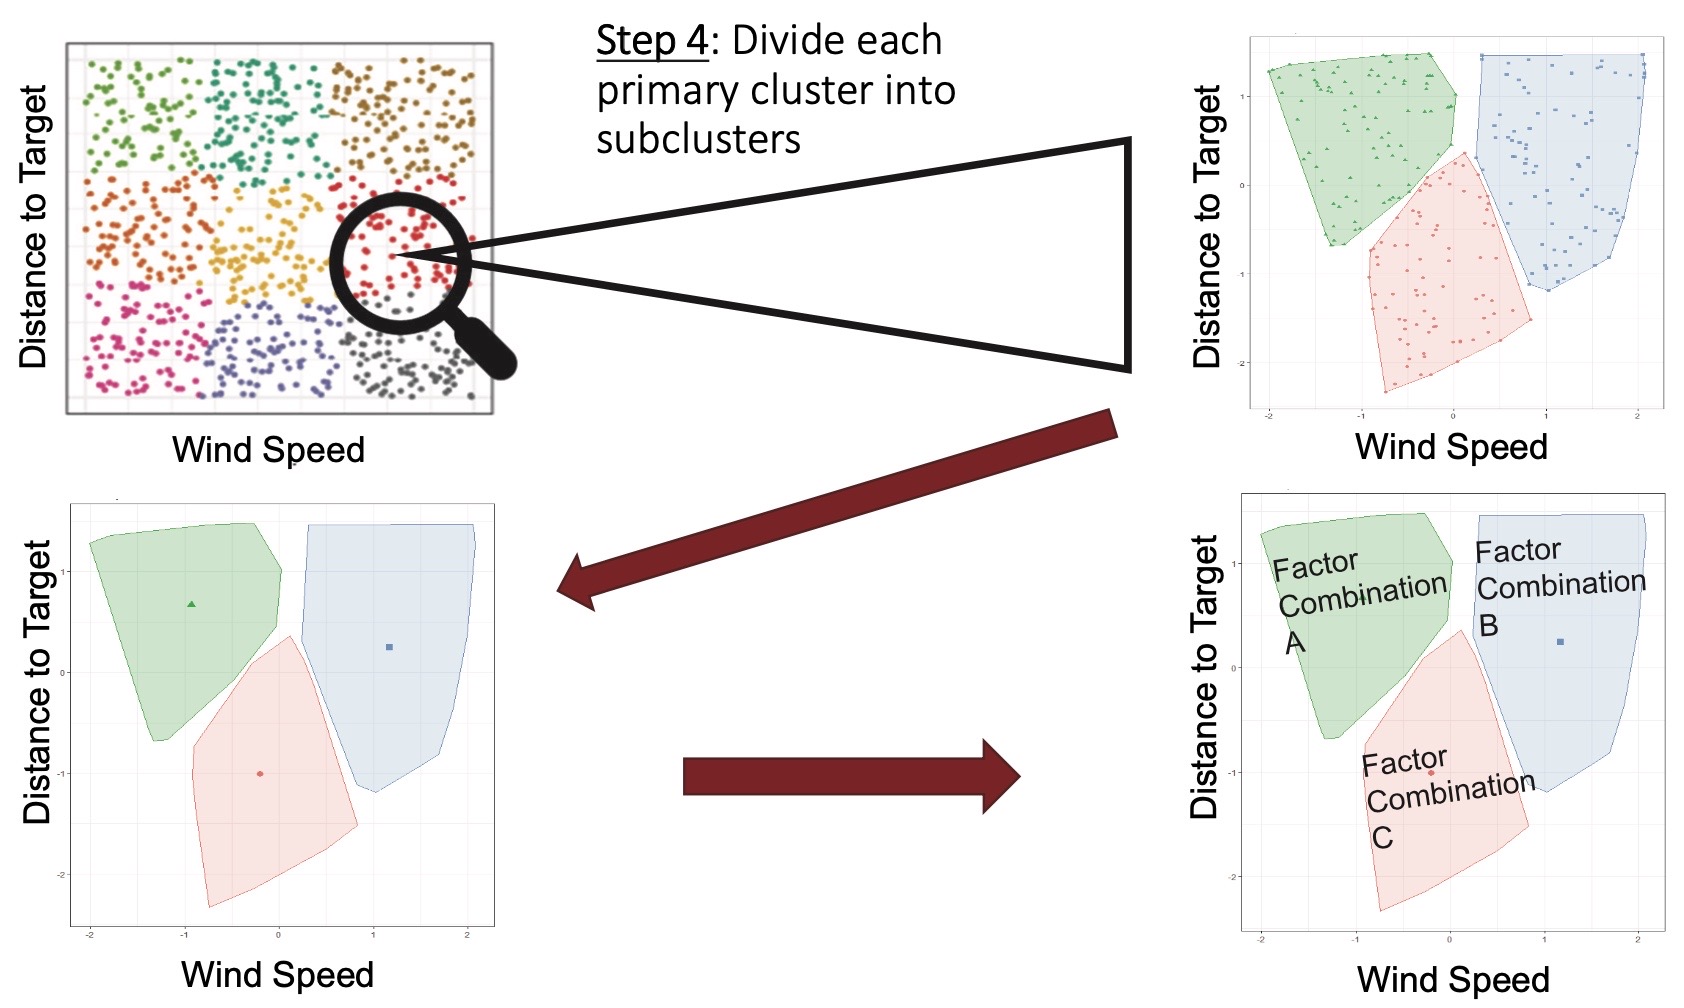 Step 4: Divide each
primary cluster into
subclusters
Distance to Target
Wind Speed
Distance to Target
1
0
-1
-2
-2
-1
0
1
2
Wind Speed
Distance to Target
1
0
-1
-2
-2
-1
0
1
2
Wind Speed
Distance to Target
1
0
-1
-2
Factor
Combination
A
Factor
Combination
B
Factor
Combination
C
-2
-1
0
1
2
Wind Speed